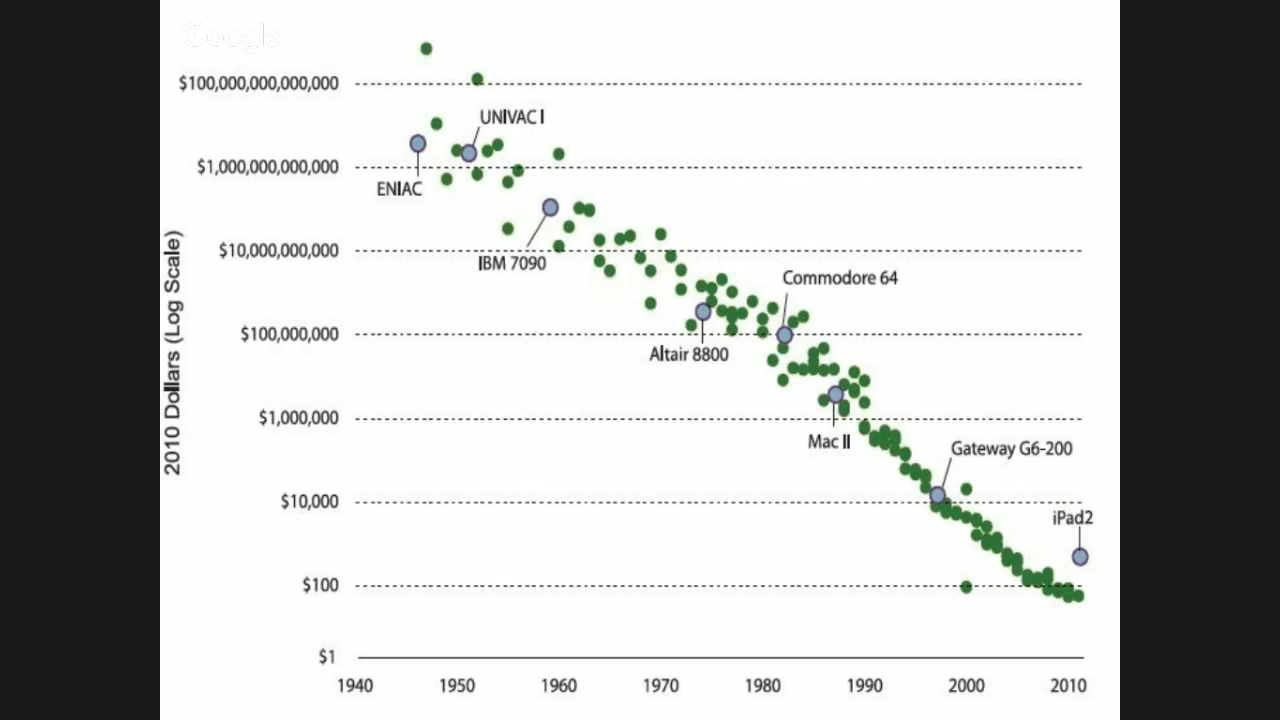 Google
$100,000,000,000,000
UNIVAC I
$1,000,000,000,000
ENIAC
$10,000,000,000
IBM 7090
Commodore 64
$100,000,000
Altair 8800
$1,000,000
Mac II
Gateway G6-200
$10,000
iPad2
$100
$1
2010 Dollars (Log Scale)
1940 1950 1960 1970 1980 1990 2000 2010